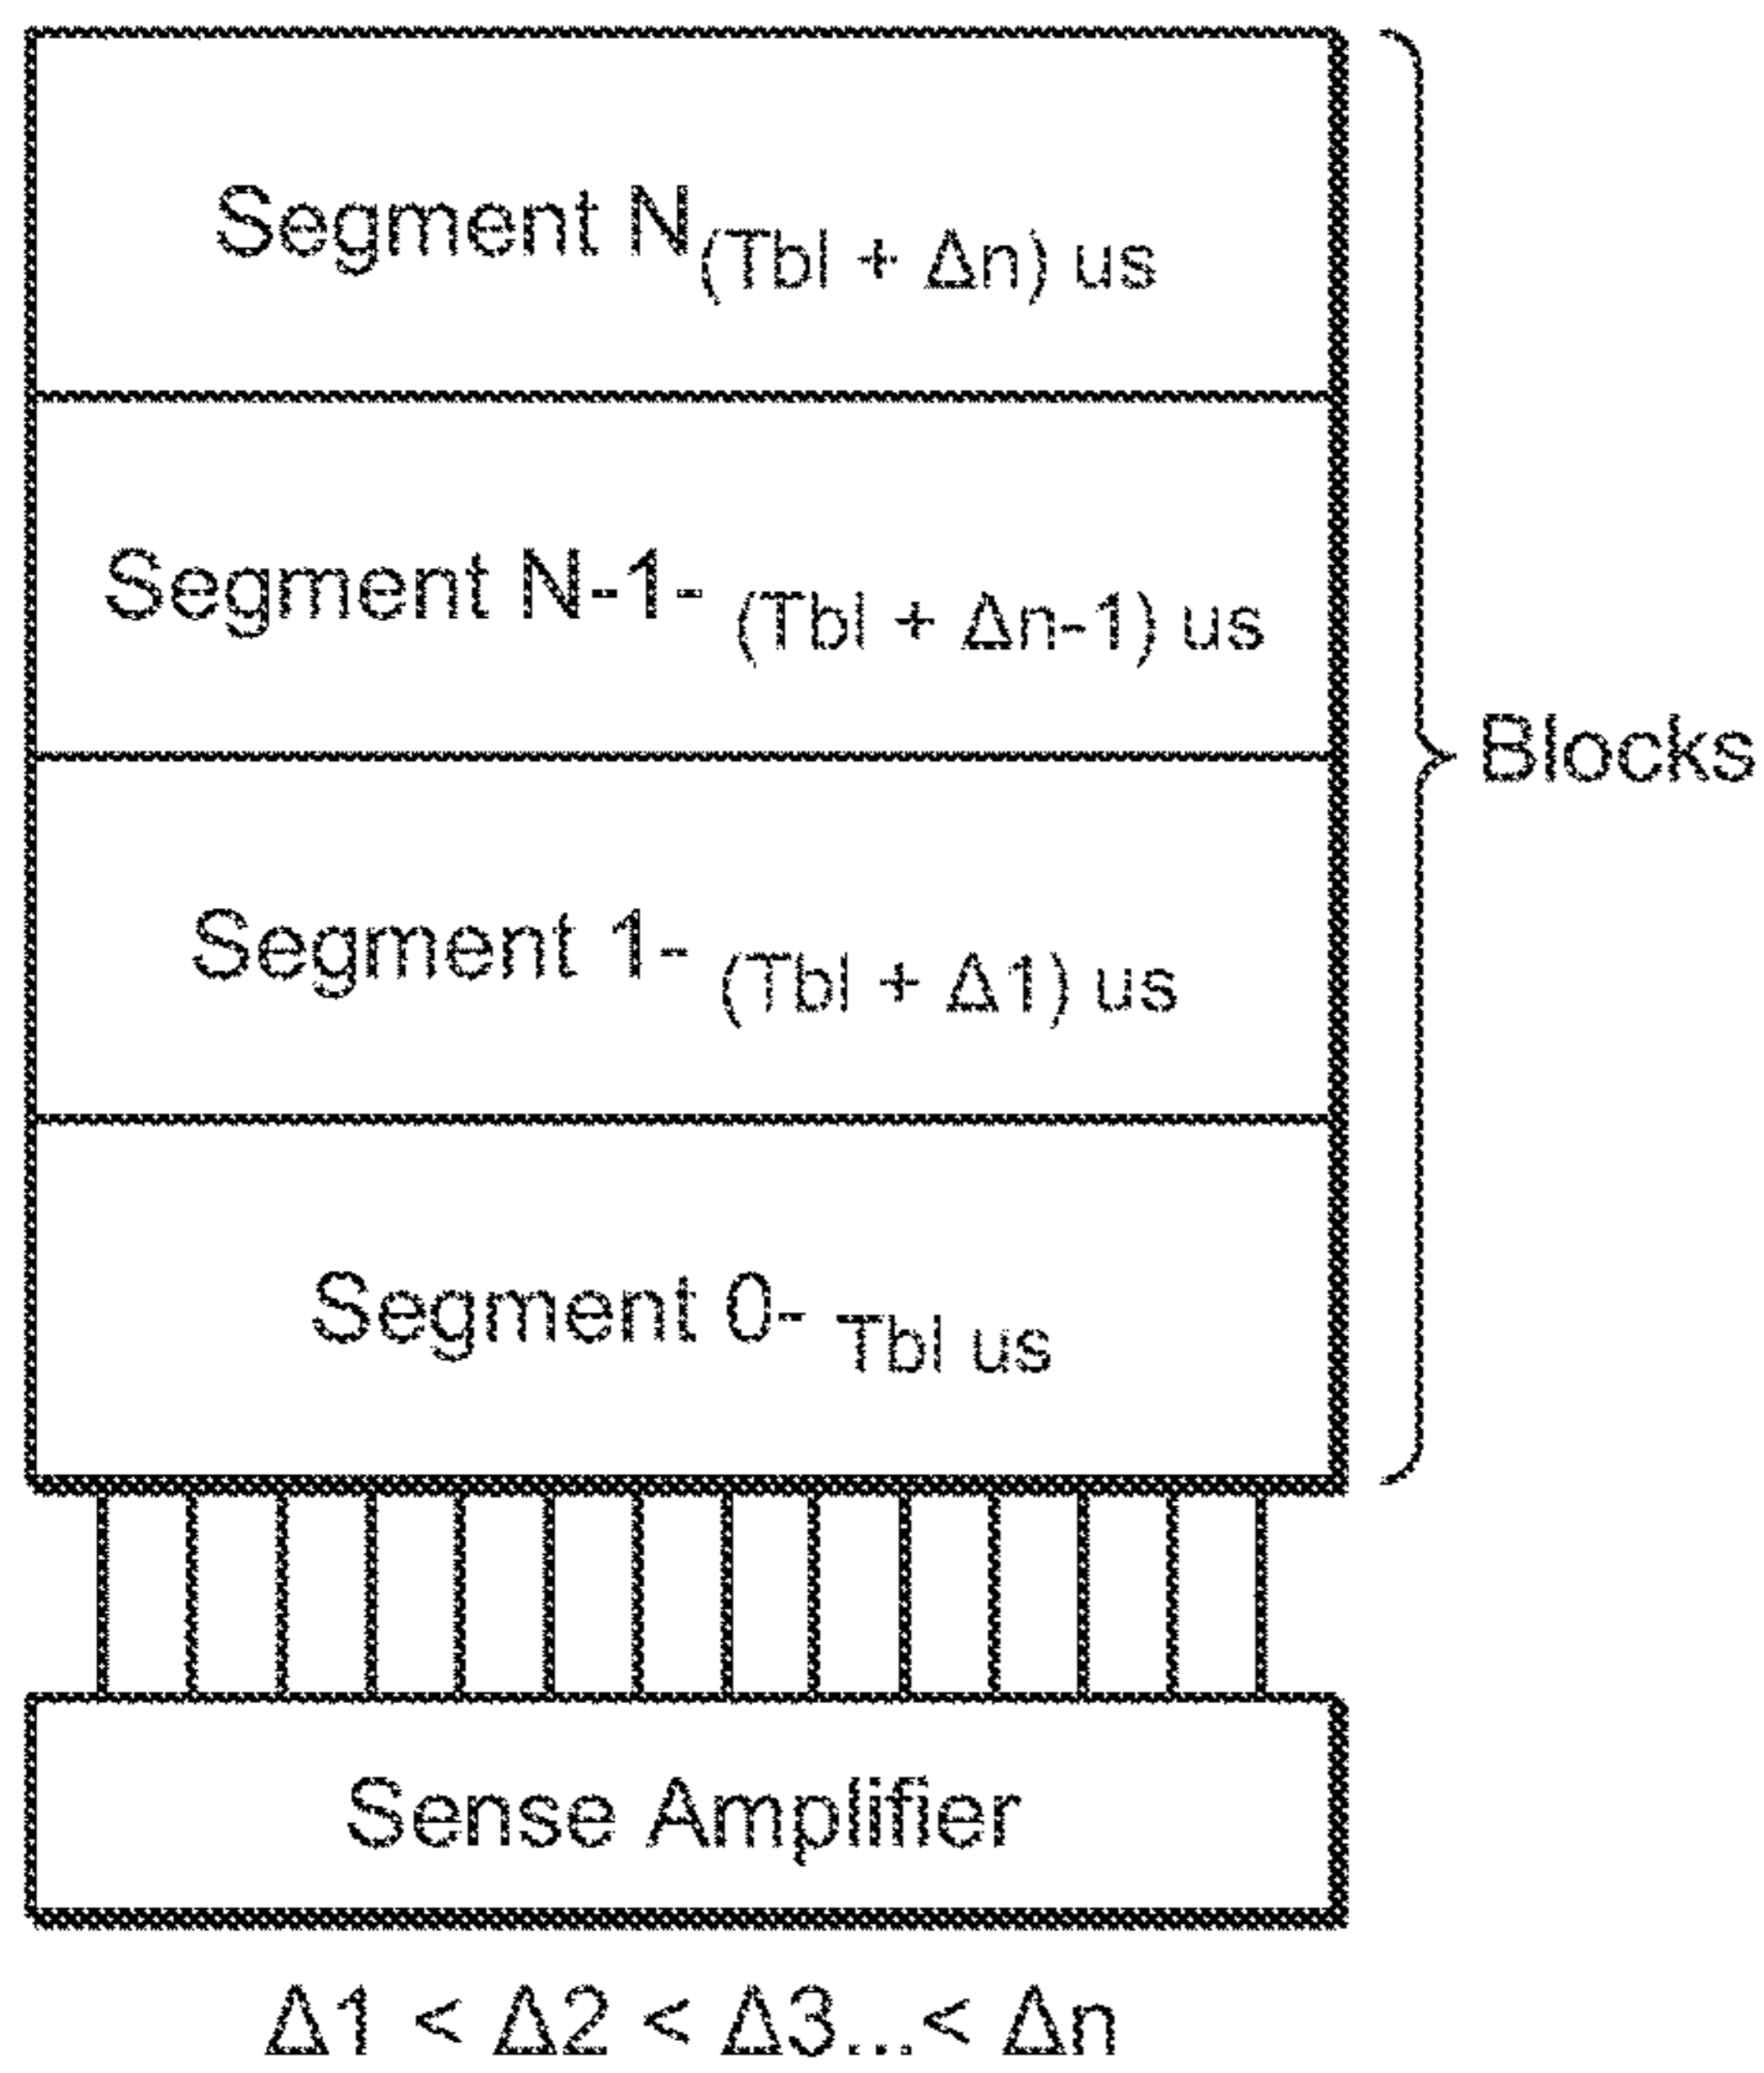 Segment N(Tbl + Δn) us
Segment N-1- (Tbl + Δn-1) us
Blocks
Segment 1- (Tbl + Δ1) us
Segment 0- Tbl us
Sense Amplifier
Δ1 < Δ2 < Δ3...< Δn